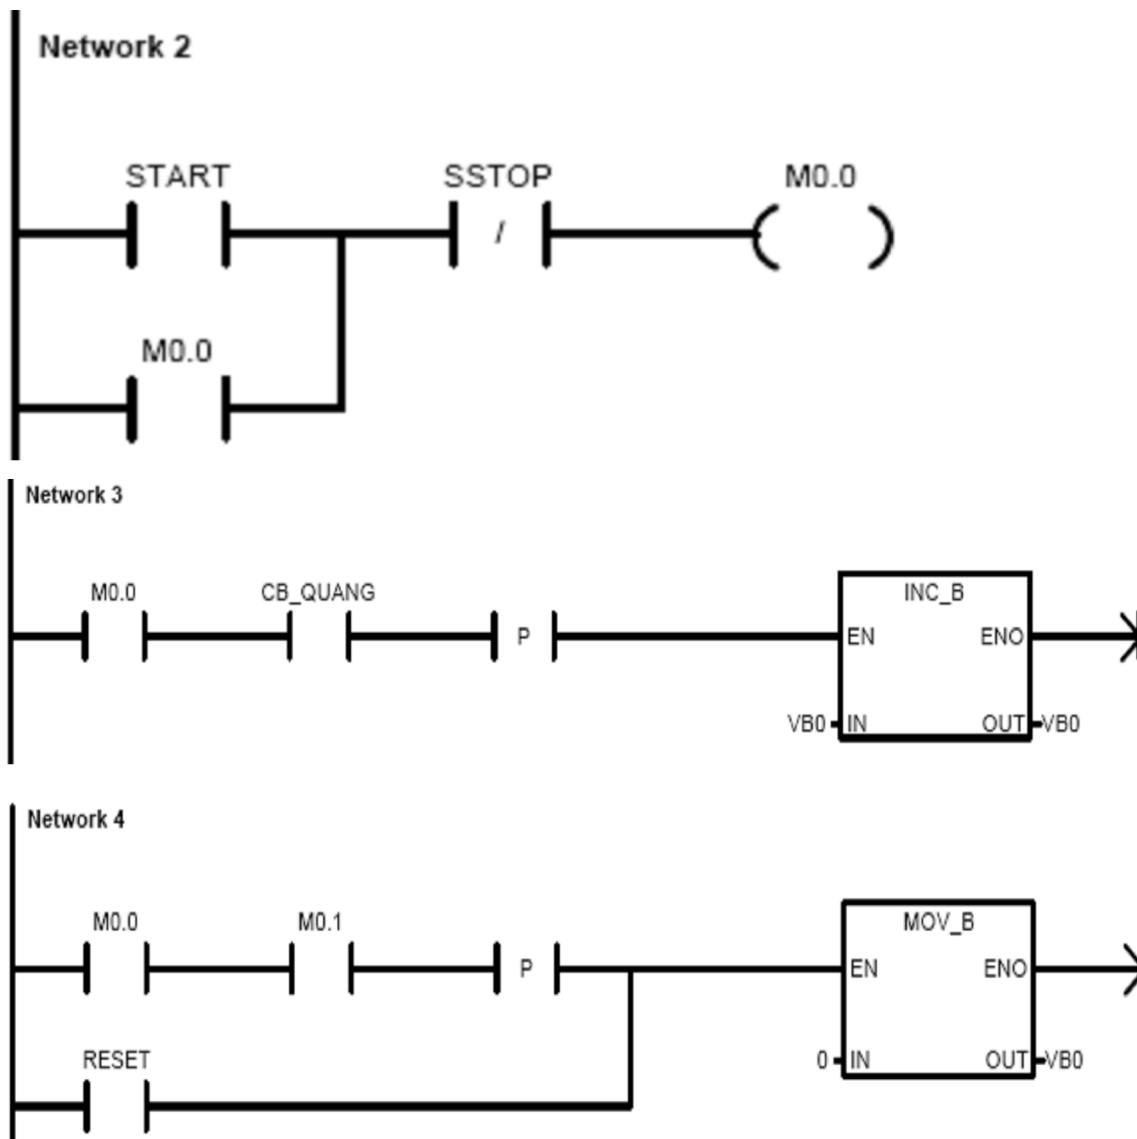 Network 2
START SSTOP M0.0
/
M0.0
Network 3
M0.0 CB_QUANG INC_B
P EN ENO
VB0 IN OUT VB0
Network 4
M0.0 M0.1 MOV_B
P EN ENO
RESET 0 IN OUT VB0